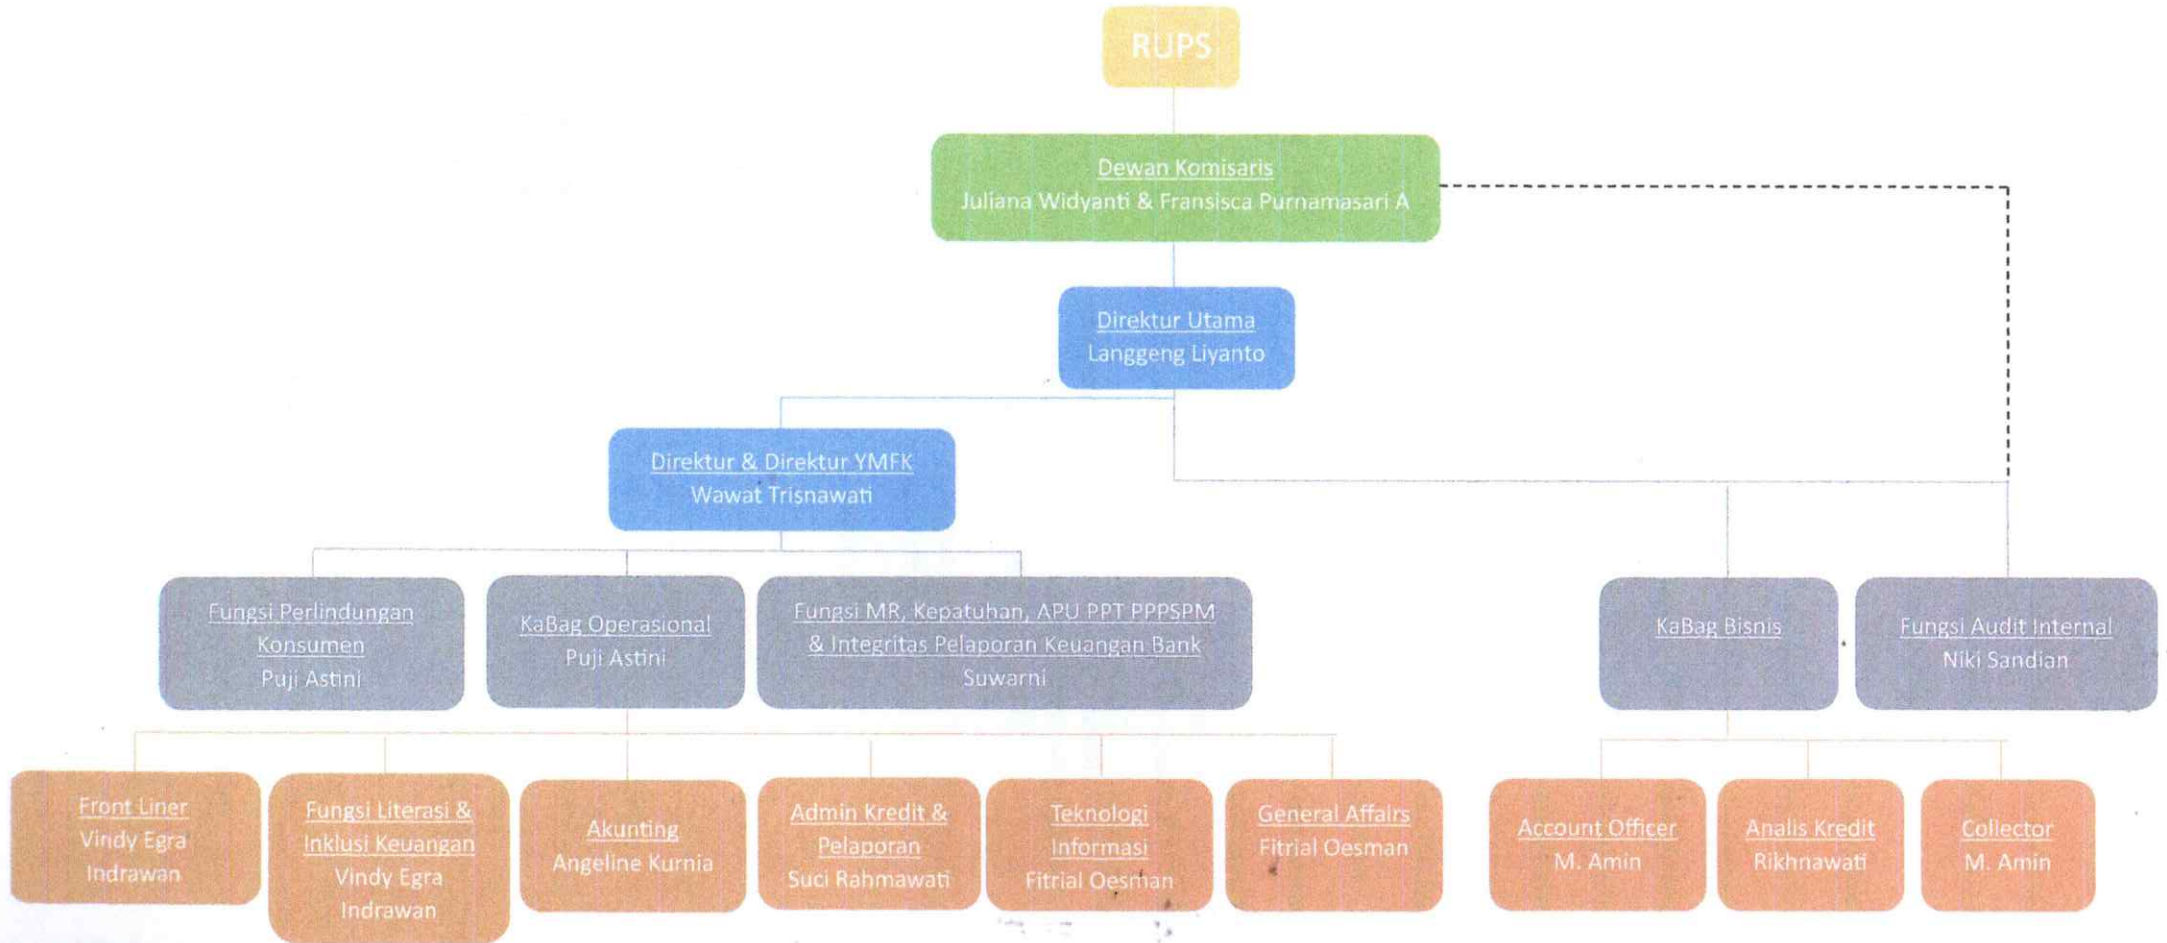 RUPS
Dewan Komisaris
Juliana Widyanti & Fransisca Purnamasari A
Direktur Utama
Langgeng Liyanto
Direktur & Direktur YMFK
Wawat Trisnawati
Fungsi Perlindungan
Konsumen
Puji Astini
KaBag Operasional
Puji Astini
Fungsi MR, Kepatuhan, APU PPT PPPSPM
& Integritas Pelaporan Keuangan Bank
Suwarni
KaBag Bisnis
Fungsi Audit Internal
Niki Sandian
Front Liner
Vindy Egra
Indrawan
Fungsi Literasi &
Inklusi Keuangan
Vindy Egra
Indrawan
Akunting
Angeline Kurnia
Admin Kredit &
Pelaporan
Suci Rahmawati
Teknologi
Informasi
Fitrial Oesman
General Affairs
Fitrial Oesman
Account Officer
M. Amin
Analis Kredit
Rikhnawati
Collector
M. Amin